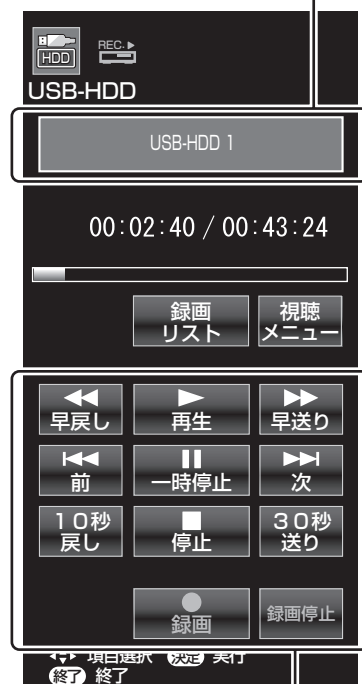 HDD REC.
USB-HDD
USB-HDD 1
00:02:40 / 00:43:24
録画 視聴
リスト メニュー
早戻し 再生 早送り
前 一時停止 次
10秒 30秒
戻し 停止 送り
録画 録画停止
項目選択 決定 実行
終了 終了